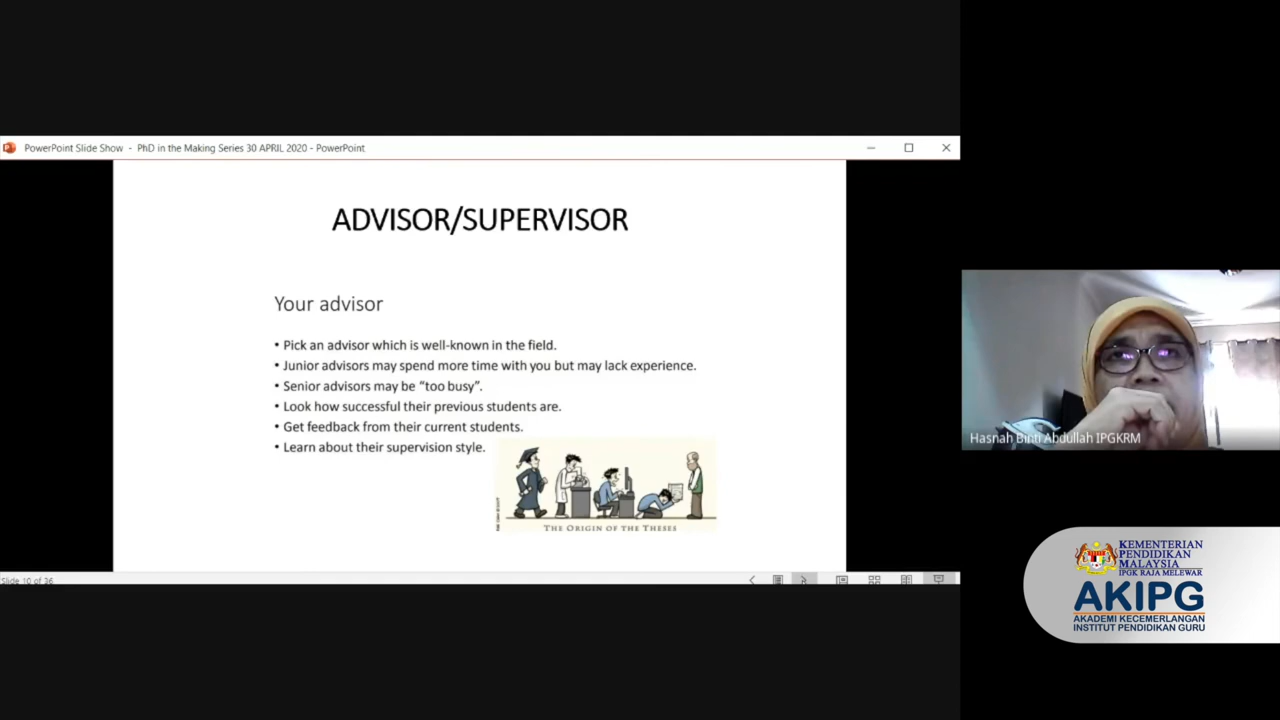 PowerPoint Slide Show - PhD in the Making Series 30 APRIL 2020 - PowerPoint
ADVISOR/SUPERVISOR
Your advisor
• Pick an advisor which is well-known in the field.
• Junior advisors may spend more time with you but may lack experience.
• Senior advisors may be “too busy”.
• Look how successful their previous students are.
• Get feedback from their current students.
• Learn about their supervision style.
THE ORIGIN OF THE THESES
Slide 10 of 36
Hasnah Binti Abdullah IPGKRM
KEMENTERIAN
PENDIDIKAN
MALAYSIA
IPGK RAJA MELEWAR
AKIPG
AKADEMI KECEMERLANGAN
INSTITUT PENDIDIKAN GURU